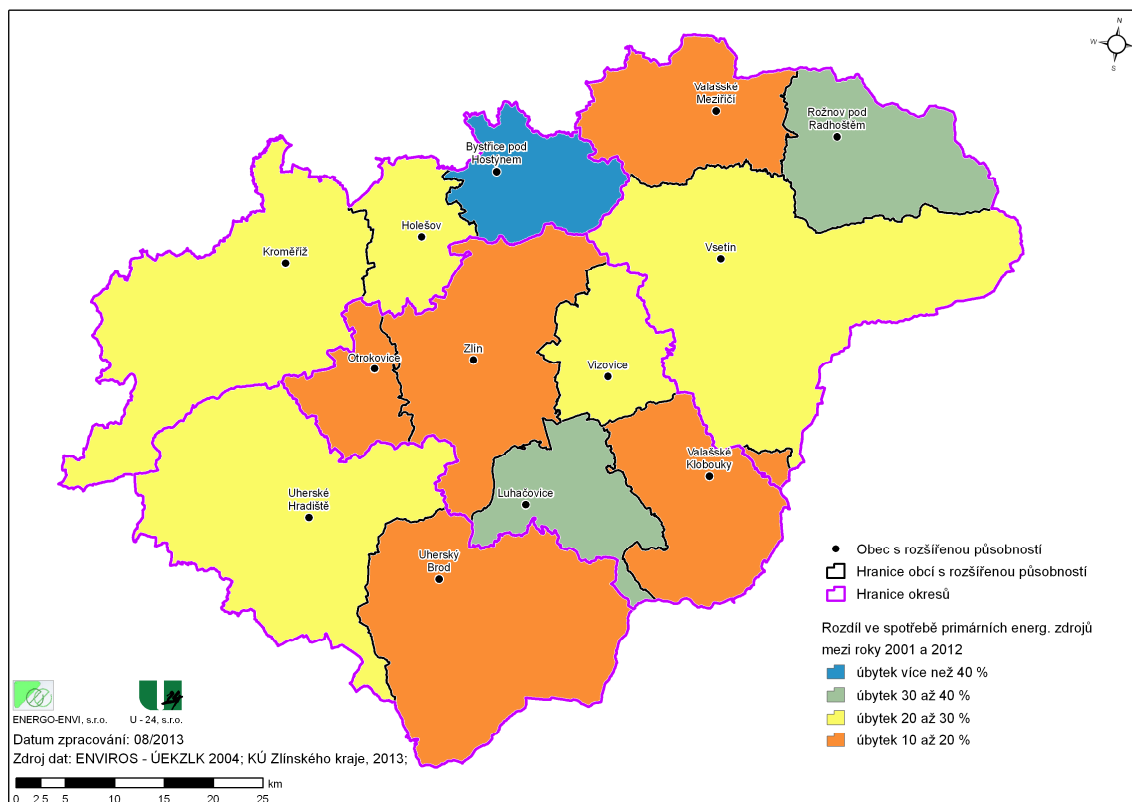 N
W E
S
Valašské
Meziříčí
Rožnov pod
Radhoštěm
Bystřice pod
Hostýnem
Holešov
Kroměříž
Vsetín
Zlín
Otrokovice
Vizovice
Valašské
Klobouky
Luhačovice
Uherské
Hradiště
Uherský
Brod
Obec s rozšířenou působností
Hranice obcí s rozšířenou působností
Hranice okresů
Rozdíl ve spotřebě primárních energ. zdrojů
mezi roky 2001 a 2012
úbytek více než 40 %
úbytek 30 až 40 %
úbytek 20 až 30 %
úbytek 10 až 20 %
ENERGO-ENVI, s.r.o. U - 24, s.r.o.
Datum zpracování: 08/2013
Zdroj dat: ENVIROS - ÚEKZLK 2004; KÚ Zlínského kraje, 2013;
km
0 2,5 5 10 15 20 25